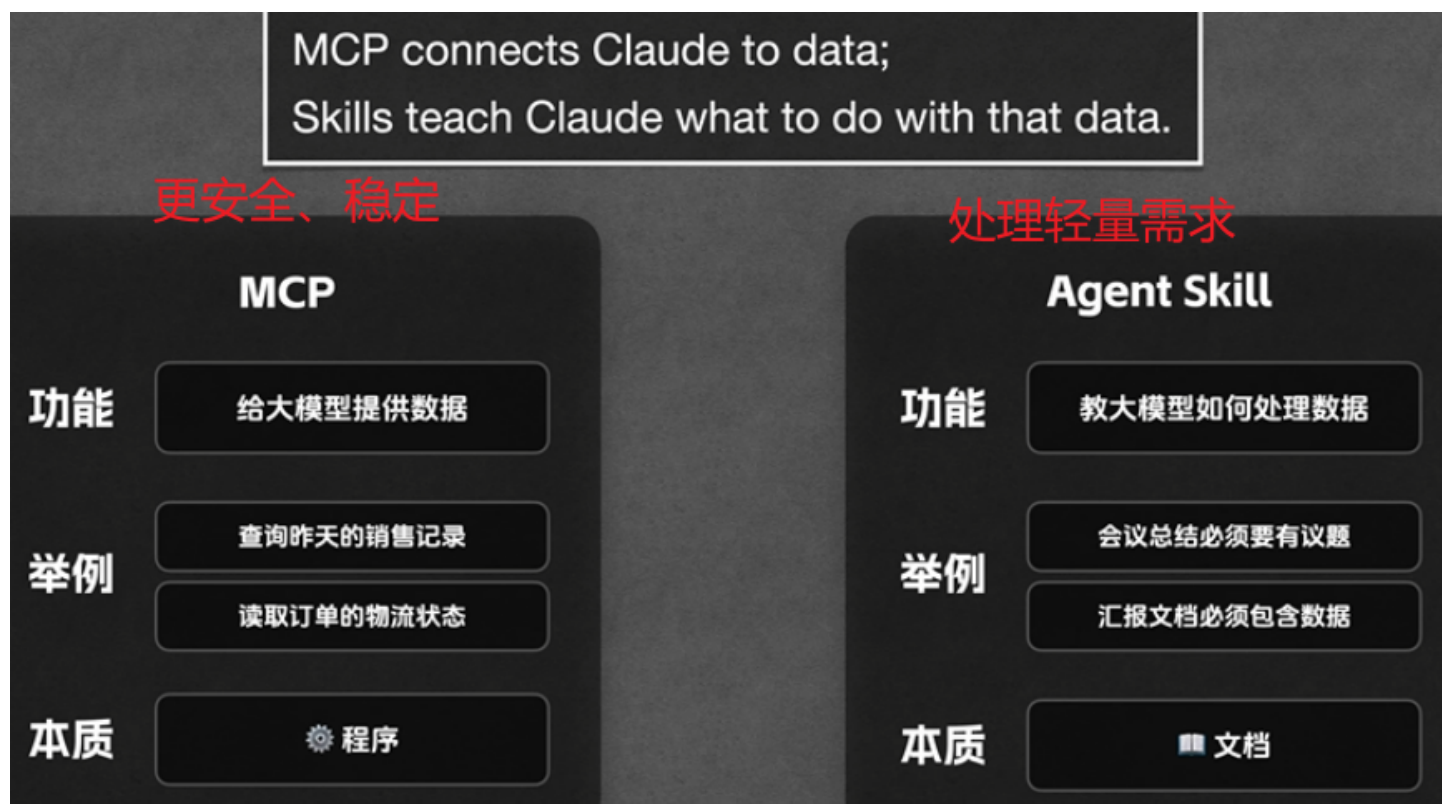 MCP connects Claude to data;
Skills teach Claude what to do with that data.
更安全、稳定
MCP
功能
给大模型提供数据
举例
查询昨天的销售记录
读取订单的物流状态
本质
程序
处理轻量需求
Agent Skill
功能
教大模型如何处理数据
举例
会议总结必须要有议题
汇报文档必须包含数据
本质
文档